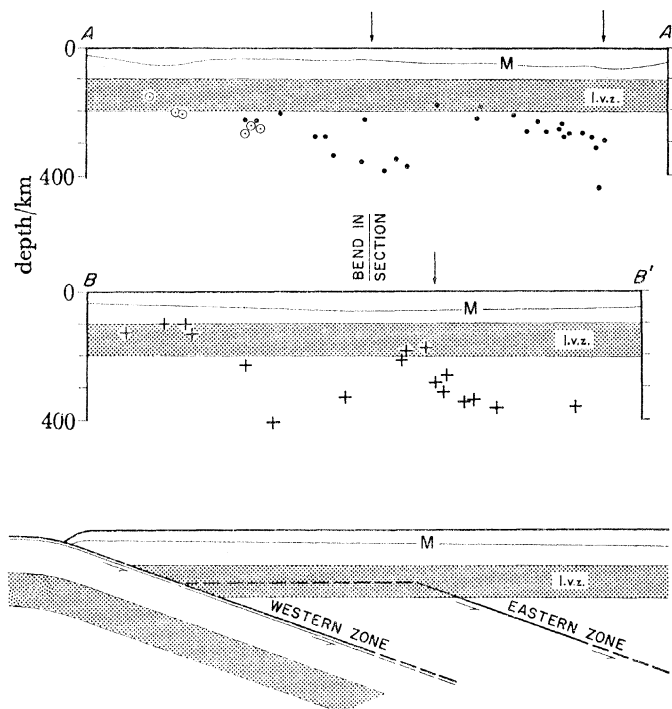 A A
0
M
l.v.z.
400
depth/km
BEND IN
SECTION
B B'
0
M
l.v.z.
400
M
l.v.z.
WESTERN ZONE
EASTERN ZONE